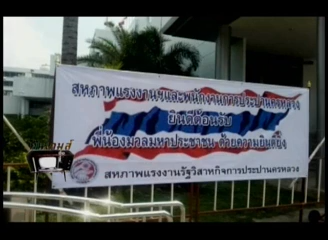 สหภาพแรงงานฯและพนักงานการประปานครหลวง
ยินดีต้อนรับ
พี่น้องมวลมหาประชาชน ด้วยความยินดียิ่ง
สหภาพแรงงานรัฐวิสาหกิจการประปานครหลวง